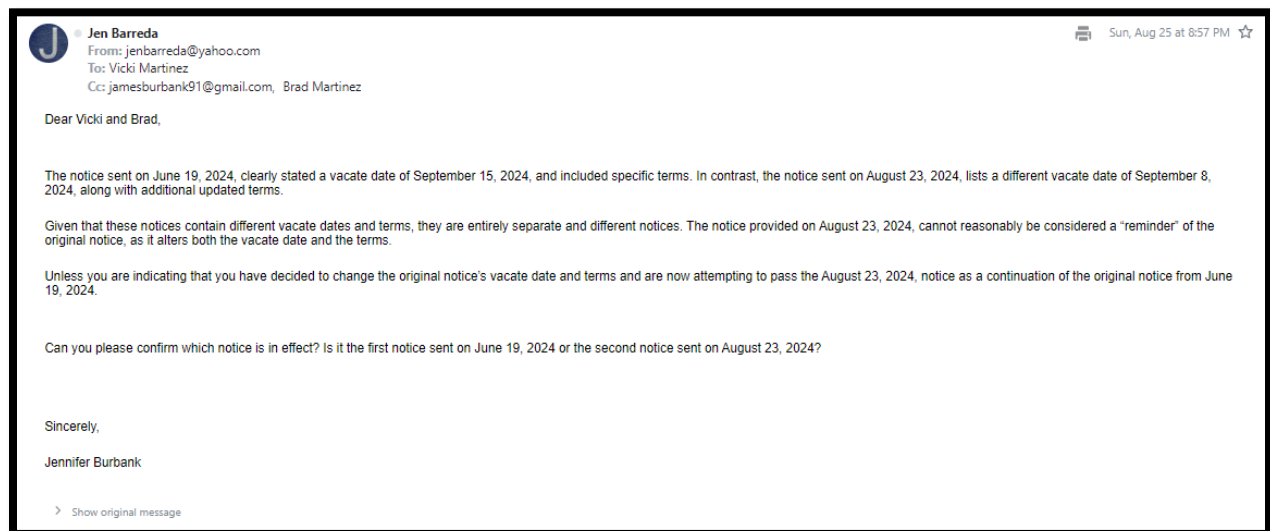 J
Jen Barreda
Sun, Aug 25 at 8:57 PM
From: jenbarreda@yahoo.com
To: Vicki Martinez
Cc: jamesburbank91@gmail.com, Brad Martinez
Dear Vicki and Brad,
The notice sent on June 19, 2024, clearly stated a vacate date of September 15, 2024, and included specific terms. In contrast, the notice sent on August 23, 2024, lists a different vacate date of September 8,
2024, along with additional updated terms.
Given that these notices contain different vacate dates and terms, they are entirely separate and different notices. The notice provided on August 23, 2024, cannot reasonably be considered a “reminder” of the
original notice, as it alters both the vacate date and the terms.
Unless you are indicating that you have decided to change the original notice’s vacate date and terms and are now attempting to pass the August 23, 2024, notice as a continuation of the original notice from June
19, 2024.
Can you please confirm which notice is in effect? Is it the first notice sent on June 19, 2024 or the second notice sent on August 23, 2024?
Sincerely,
Jennifer Burbank
Show original message